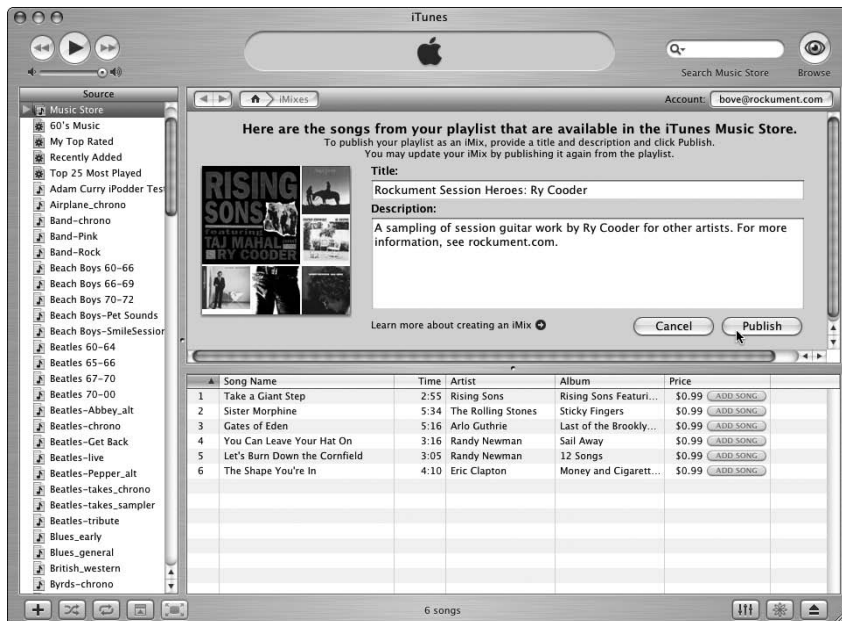 iTunes
Search Music Store
Browse
Source
Music Store
60's Music
My Top Rated
Recently Added
Top 25 Most Played
Adam Curry iPodder Test
Airplane_chrono
Band-chrono
Band-Pink
Band-Rock
Beach Boys 60-66
Beach Boys 66-69
Beach Boys 70-72
Beach Boys-Pet Sounds
Beach Boys-SmileSession
Beatles 60-64
Beatles 65-66
Beatles 67-70
Beatles 70-00
Beatles-Abbey_alt
Beatles-chrono
Beatles-Get Back
Beatles-live
Beatles-Pepper_alt
Beatles-takes_chrono
Beatles-takes_sampler
Beatles-tribute
Blues_early
Blues_general
British_western
Byrds-chrono
iMixes
Account: bove@rockument.com
Here are the songs from your playlist that are available in the iTunes Music Store.
To publish your playlist as an iMix, provide a title and description and click Publish.
You may update your iMix by publishing it again from the playlist.
RISING
SONS
featuring
TAJ MAHAL
RY COODER
Title:
Rockument Session Heroes: Ry Cooder
Description:
A sampling of session guitar work by Ry Cooder for other artists. For more
information, see rockument.com.
Learn more about creating an iMix
Cancel
Publish
Song Name Time Artist Album Price
1 Take a Giant Step 2:55 Rising Sons Rising Sons Featuri... $0.99 ADD SONG
2 Sister Morphine 5:34 The Rolling Stones Sticky Fingers $0.99 ADD SONG
3 Gates of Eden 5:16 Arlo Guthrie Last of the Brookly... $0.99 ADD SONG
4 You Can Leave Your Hat On 3:16 Randy Newman Sail Away $0.99 ADD SONG
5 Let's Burn Down the Cornfield 3:05 Randy Newman 12 Songs $0.99 ADD SONG
6 The Shape You're In 4:10 Eric Clapton Money and Cigarett... $0.99 ADD SONG
6 songs